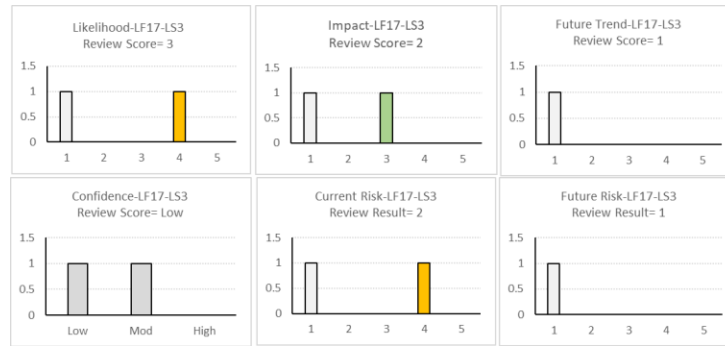 Likelihood-LF17-LS3
Review Score= 3
1.5
1
0.5
0
1 2 3 4 5
Impact-LF17-LS3
Review Score= 2
1.5
1
0.5
0
1 2 3 4 5
Future Trend-LF17-LS3
Review Score= 1
1.5
1
0.5
0
1 2 3 4 5
Confidence-LF17-LS3
Review Score= Low
1.5
1
0.5
0
Low Mod High
Current Risk-LF17-LS3
Review Result= 2
1.5
1
0.5
0
1 2 3 4 5
Future Risk-LF17-LS3
Review Result= 1
1.5
1
0.5
0
1 2 3 4 5